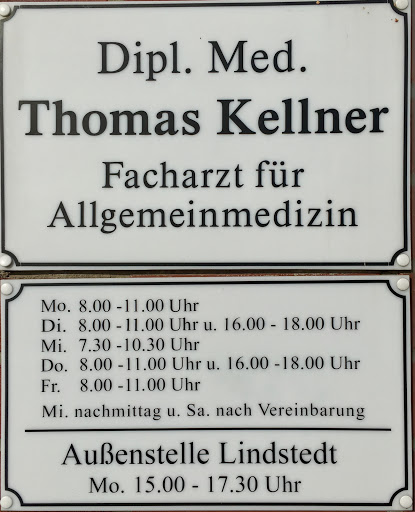 Dipl. Med.
Thomas Kellner
Facharzt für
Allgemeinmedizin
Mo. 8.00 -11.00 Uhr
Di. 8.00 -11.00 Uhr u. 16.00 - 18.00 Uhr
Mi. 7.30 -10.30 Uhr
Do. 8.00 -11.00 Uhr u. 16.00 -18.00 Uhr
Fr. 8.00 -11.00 Uhr
Mi. nachmittag u. Sa. nach Vereinbarung
Außenstelle Lindstedt
Mo. 15.00 - 17.30 Uhr